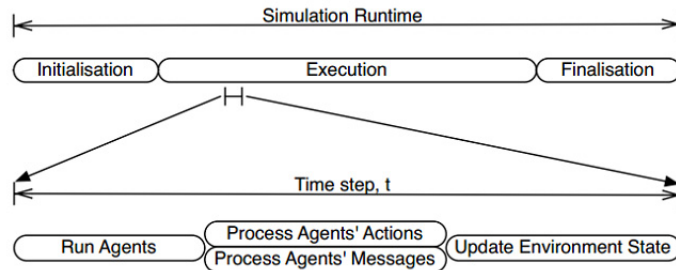 Simulation Runtime
Initialisation Execution Finalisation
Time step, t
Run Agents Process Agents' Actions Update Environment State
Process Agents' Messages